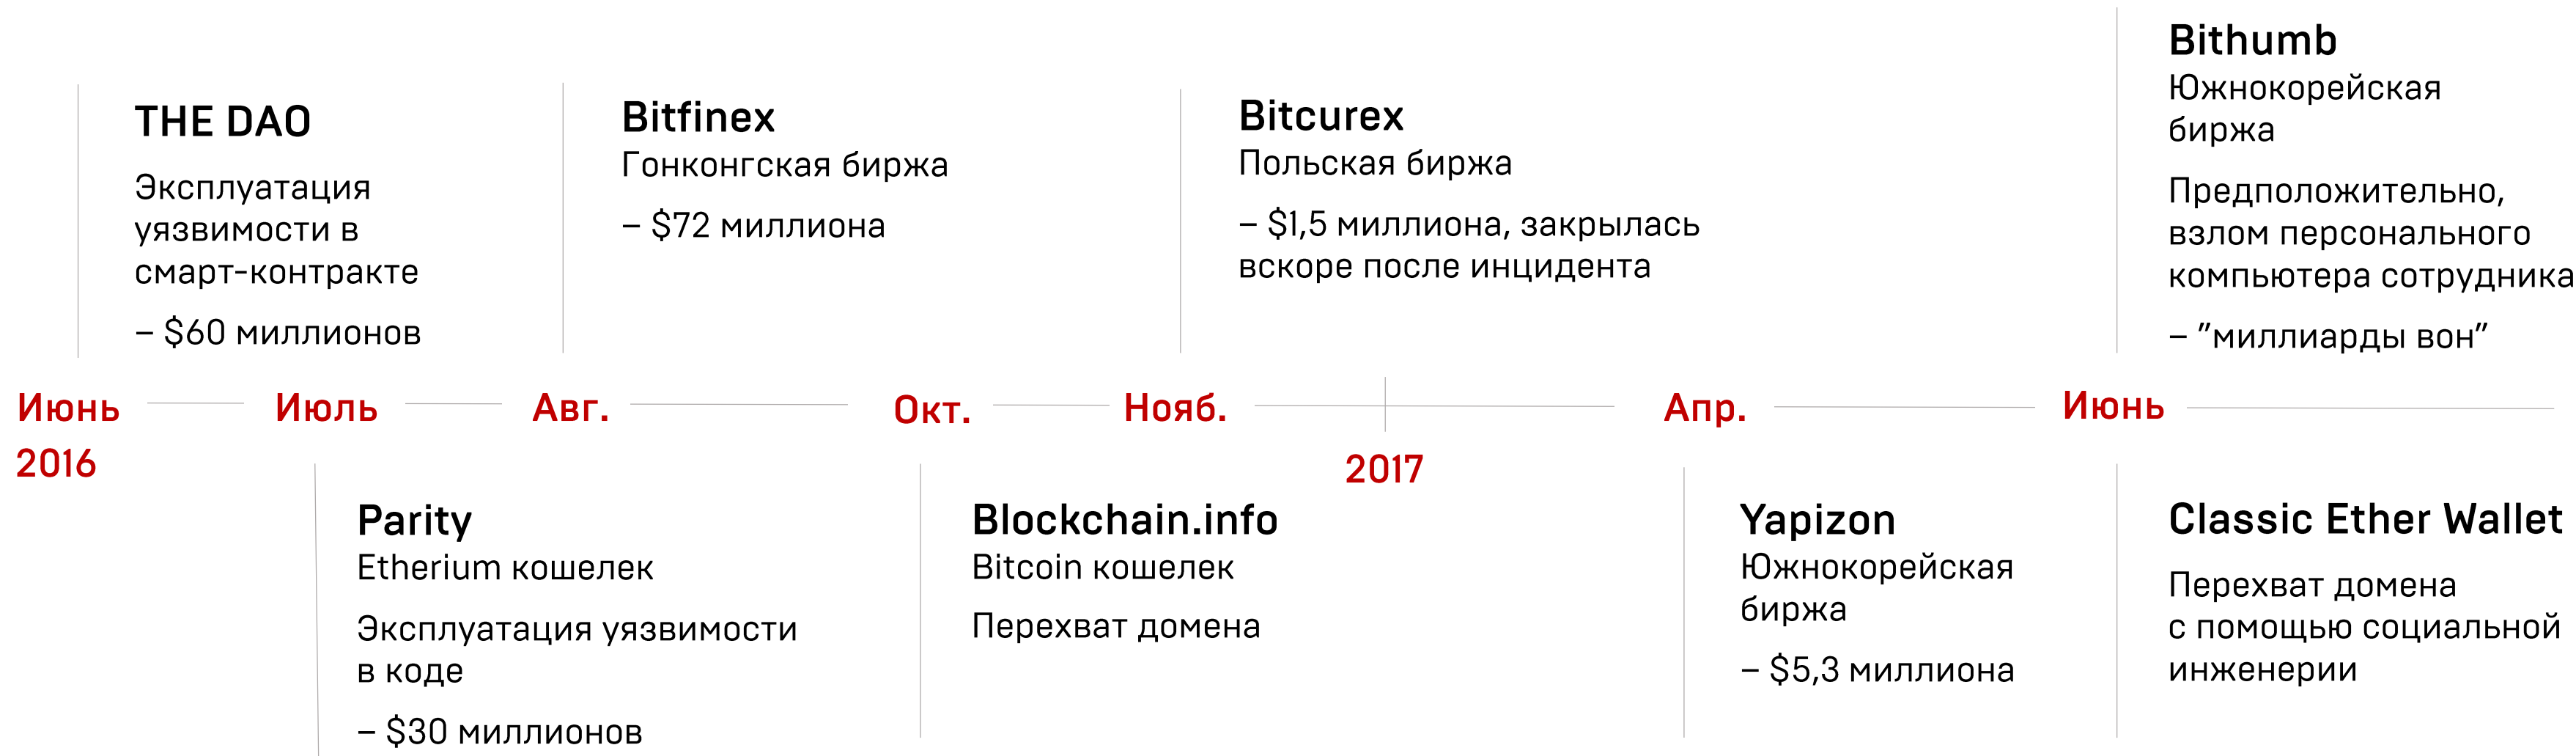 THE DAO
Эксплуатация
уязвимости в
смарт-контракте
– $60 миллионов
Bitfinex
Гонконгская биржа
– $72 миллиона
Bitcurex
Польская биржа
– $1,5 миллиона, закрылась
вскоре после инцидента
Bithumb
Южнокорейская
биржа
Предположительно,
взлом персонального
компьютера сотрудника
– ”миллиарды вон”
Июнь
2016
Июль
Авг.
Окт.
Нояб.
2017
Апр.
Июнь
Parity
Etherium кошелек
Эксплуатация уязвимости
в коде
– $30 миллионов
Blockchain.info
Bitcoin кошелек
Перехват домена
Yapizon
Южнокорейская
биржа
– $5,3 миллиона
Classic Ether Wallet
Перехват домена
с помощью социальной
инженерии